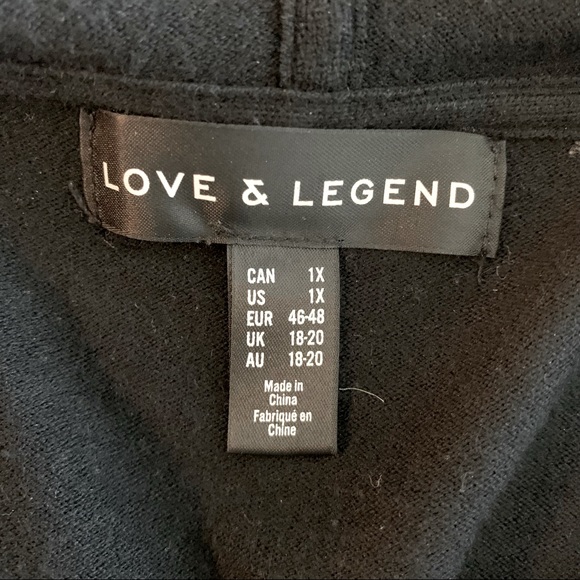 LOVE & LEGEND
CAN 1X
US 1X
EUR 46-48
UK 18-20
AU 18-20
Made in
China
Fabriqué en
Chine